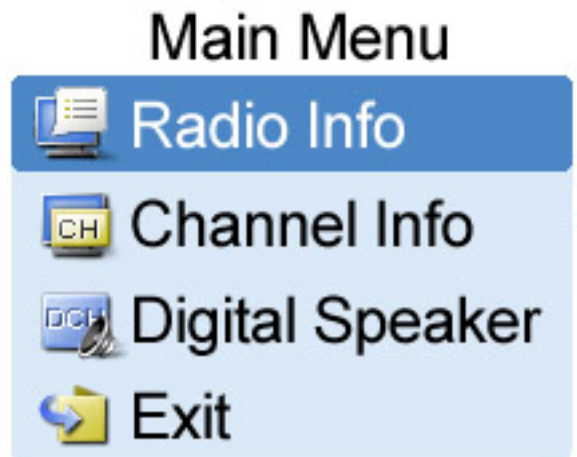 Main Menu
Radio Info
CH
Channel Info
DCH
Digital Speaker
Exit